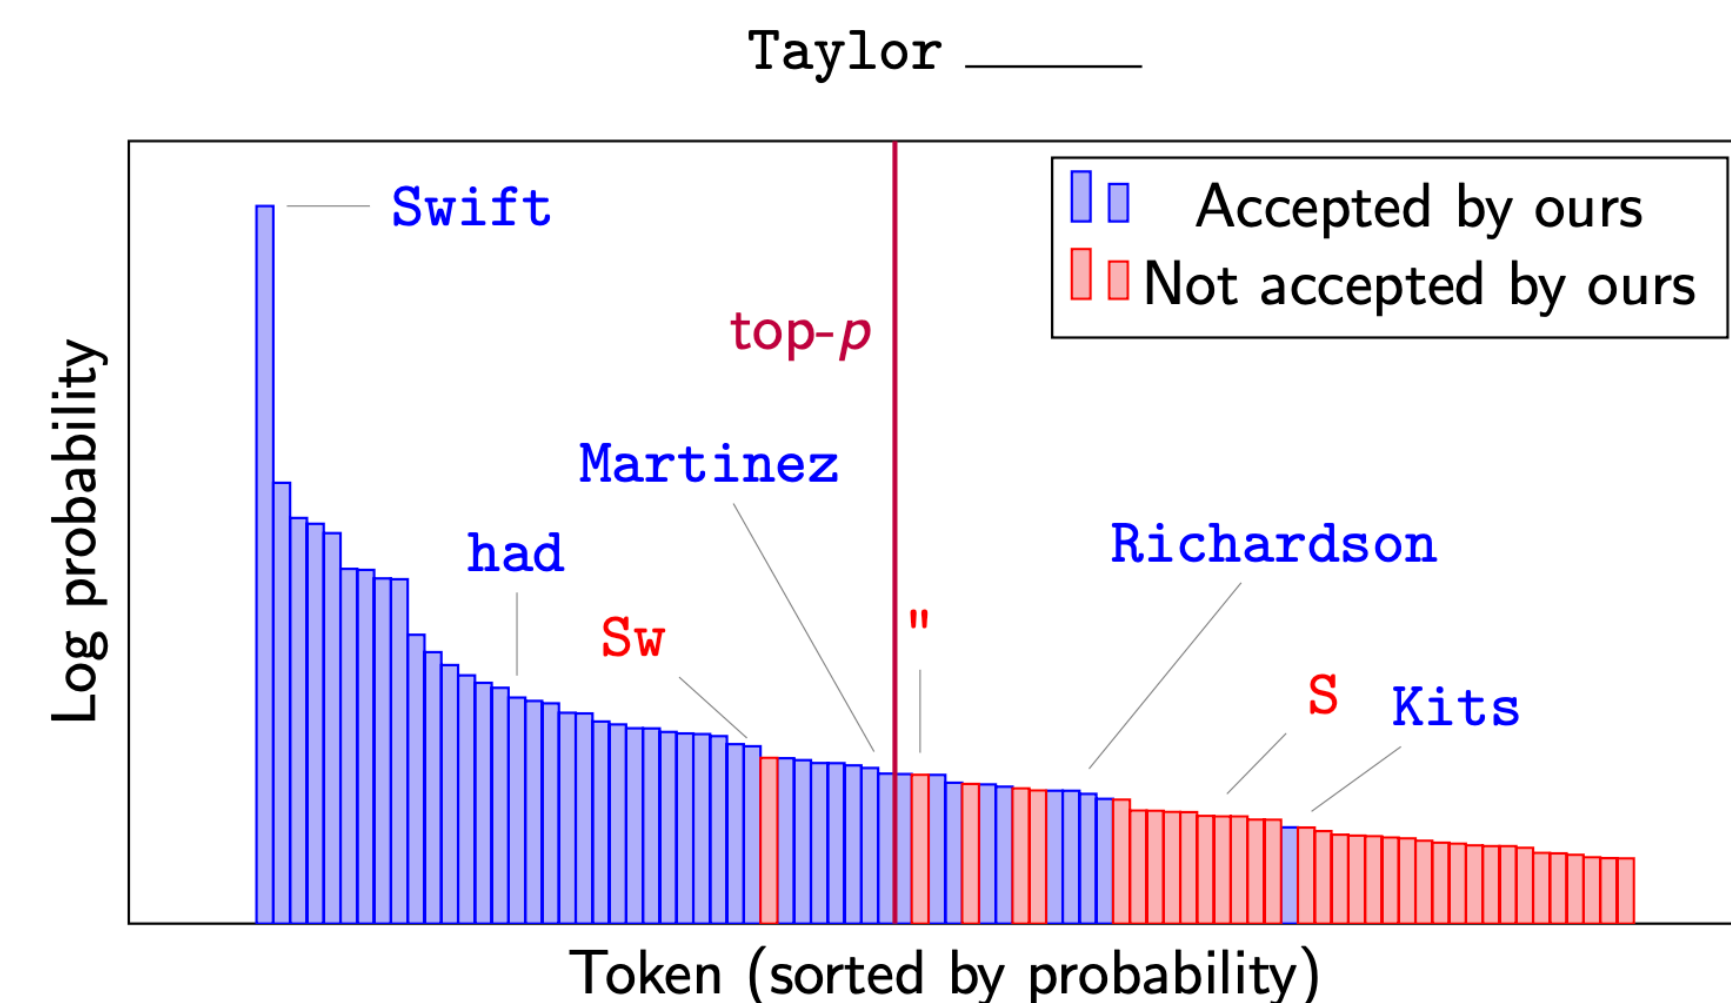 Taylor ______
Swift
Accepted by ours
Not accepted by ours
top-p
Martinez
had
Richardson
Sw
"
S
Kits
Log probability
Token (sorted by probability)